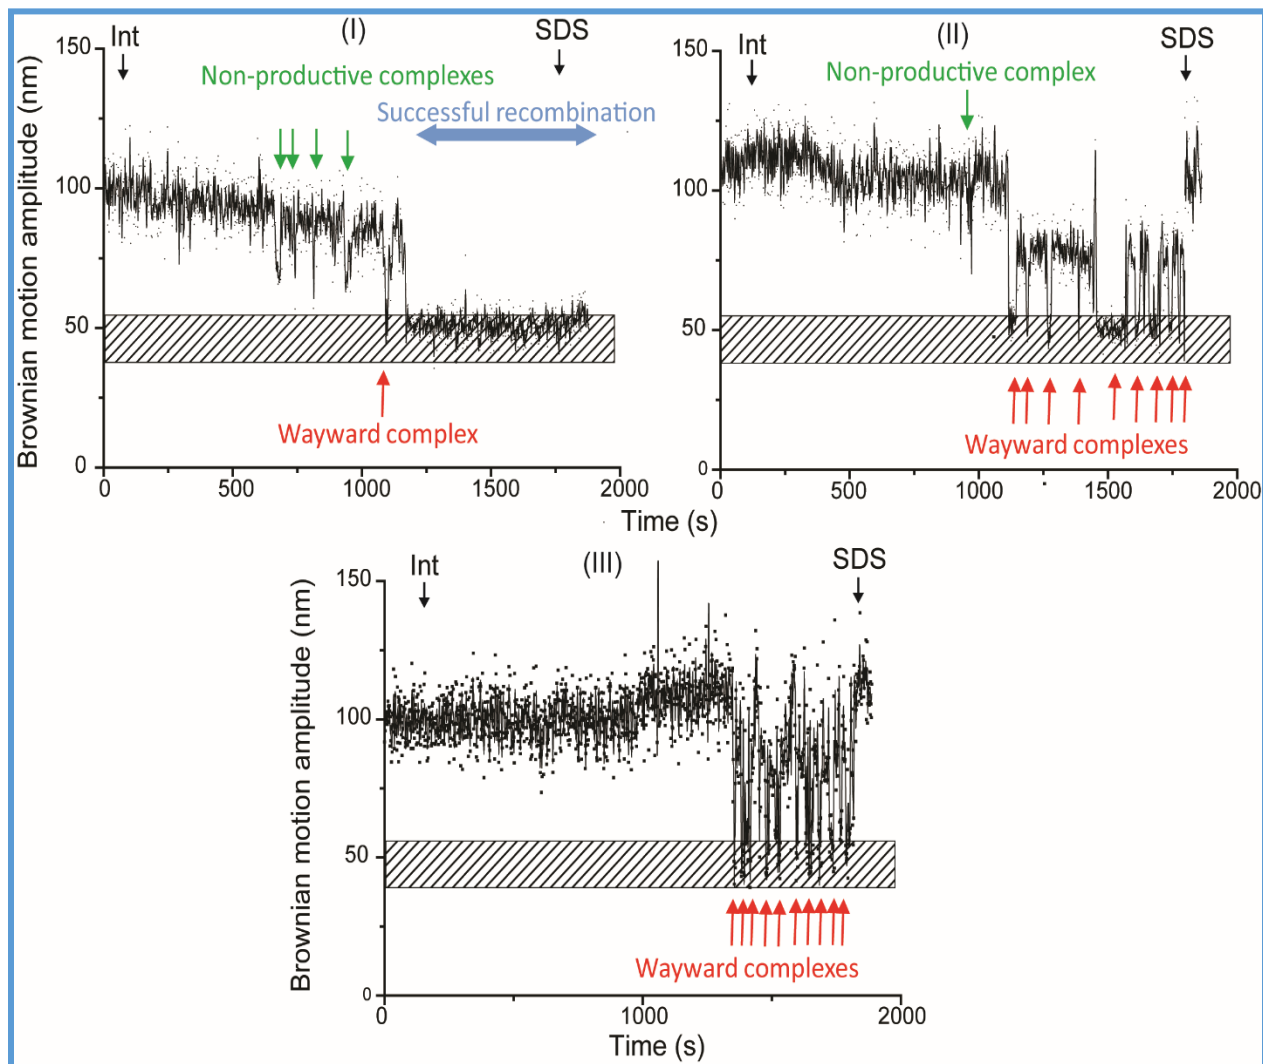 (I)
Int
SDS
Non-productive complexes
Successful recombination
Wayward complex
Brownian motion amplitude (nm)
150
100
50
0
0 500 1000 1500 2000
(II)
Int
SDS
Non-productive complex
Wayward complexes
150
100
50
0
0 500 1000 1500 2000
Time (s)
(III)
Int
SDS
Wayward complexes
Brownian motion amplitude (nm)
150
100
50
0
0 1000 2000
Time (s)